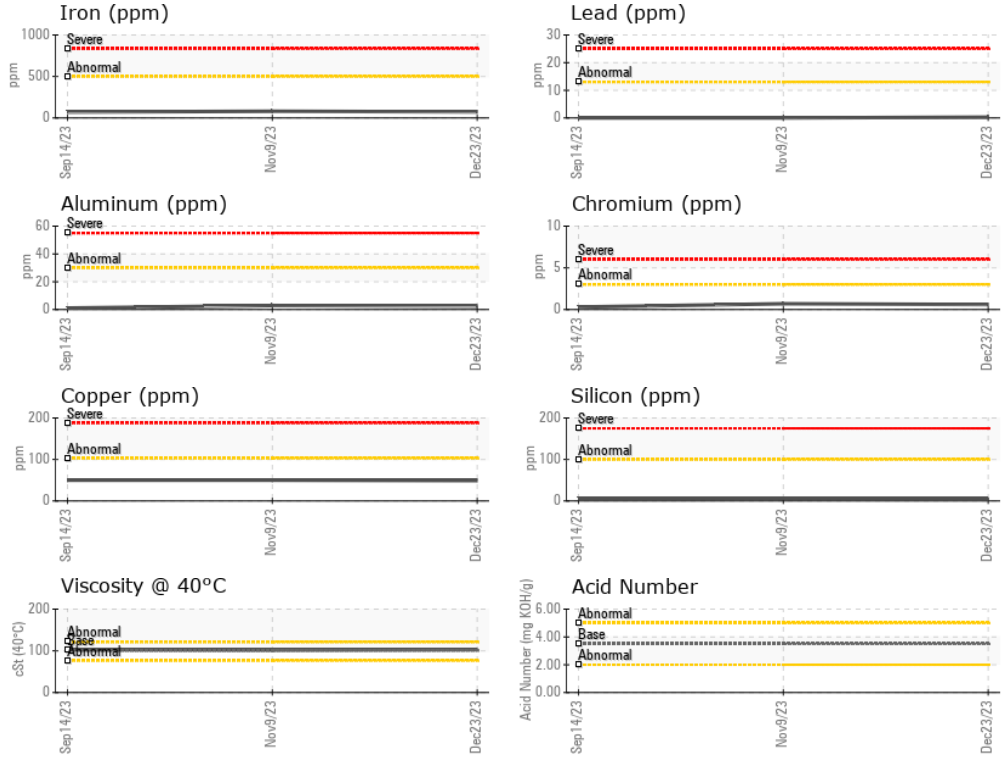 Iron (ppm)
1000
500
0
ppm
Severe
Abnormal
Sep14/23
Nov9/23
Dec23/23
Lead (ppm)
30
20
10
0
ppm
Severe
Abnormal
Sep14/23
Nov9/23
Dec23/23
Aluminum (ppm)
60
40
20
0
ppm
Severe
Abnormal
Sep14/23
Nov9/23
Dec23/23
Chromium (ppm)
10
5
0
ppm
Severe
Abnormal
Sep14/23
Nov9/23
Dec23/23
Copper (ppm)
200
100
0
ppm
Severe
Abnormal
Sep14/23
Nov9/23
Dec23/23
Silicon (ppm)
200
100
0
ppm
Severe
Abnormal
Sep14/23
Nov9/23
Dec23/23
Viscosity @ 40°C
200
100
0
cSt (40°C)
Abnormal
Base
Abnormal
Sep14/23
Nov9/23
Dec23/23
Acid Number
6.00
4.00
2.00
0.00
Acid Number (mg KOH/g)
Abnormal
Base
Abnormal
Sep14/23
Nov9/23
Dec23/23